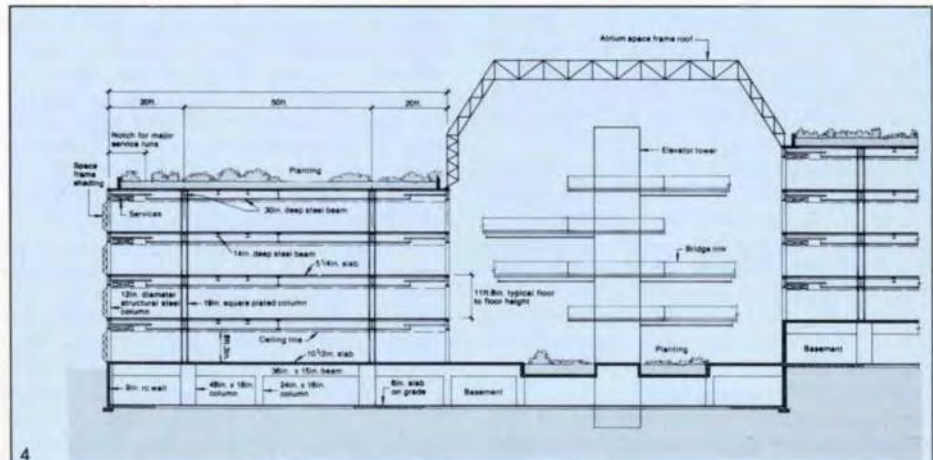 Atrium space frame roof
20ft.
50ft.
20ft.
Notch for major
service runs
Space
frame
shading
Planting
Elevator tower
Services
30in. deep steel beam
14in. deep steel beam
5 1/4in. slab
Bridge link
12in. diameter
structural steel
column
18in. square plated column
11ft.8in. typical floor
to floor height
Ceiling line
10 1/2in. slab
Planting
Basement
36in. x 15in. beam
9in. rc wall
48in. x 18in.
column
24in. x 18in.
column
6in. slab
on grade
Basement
4